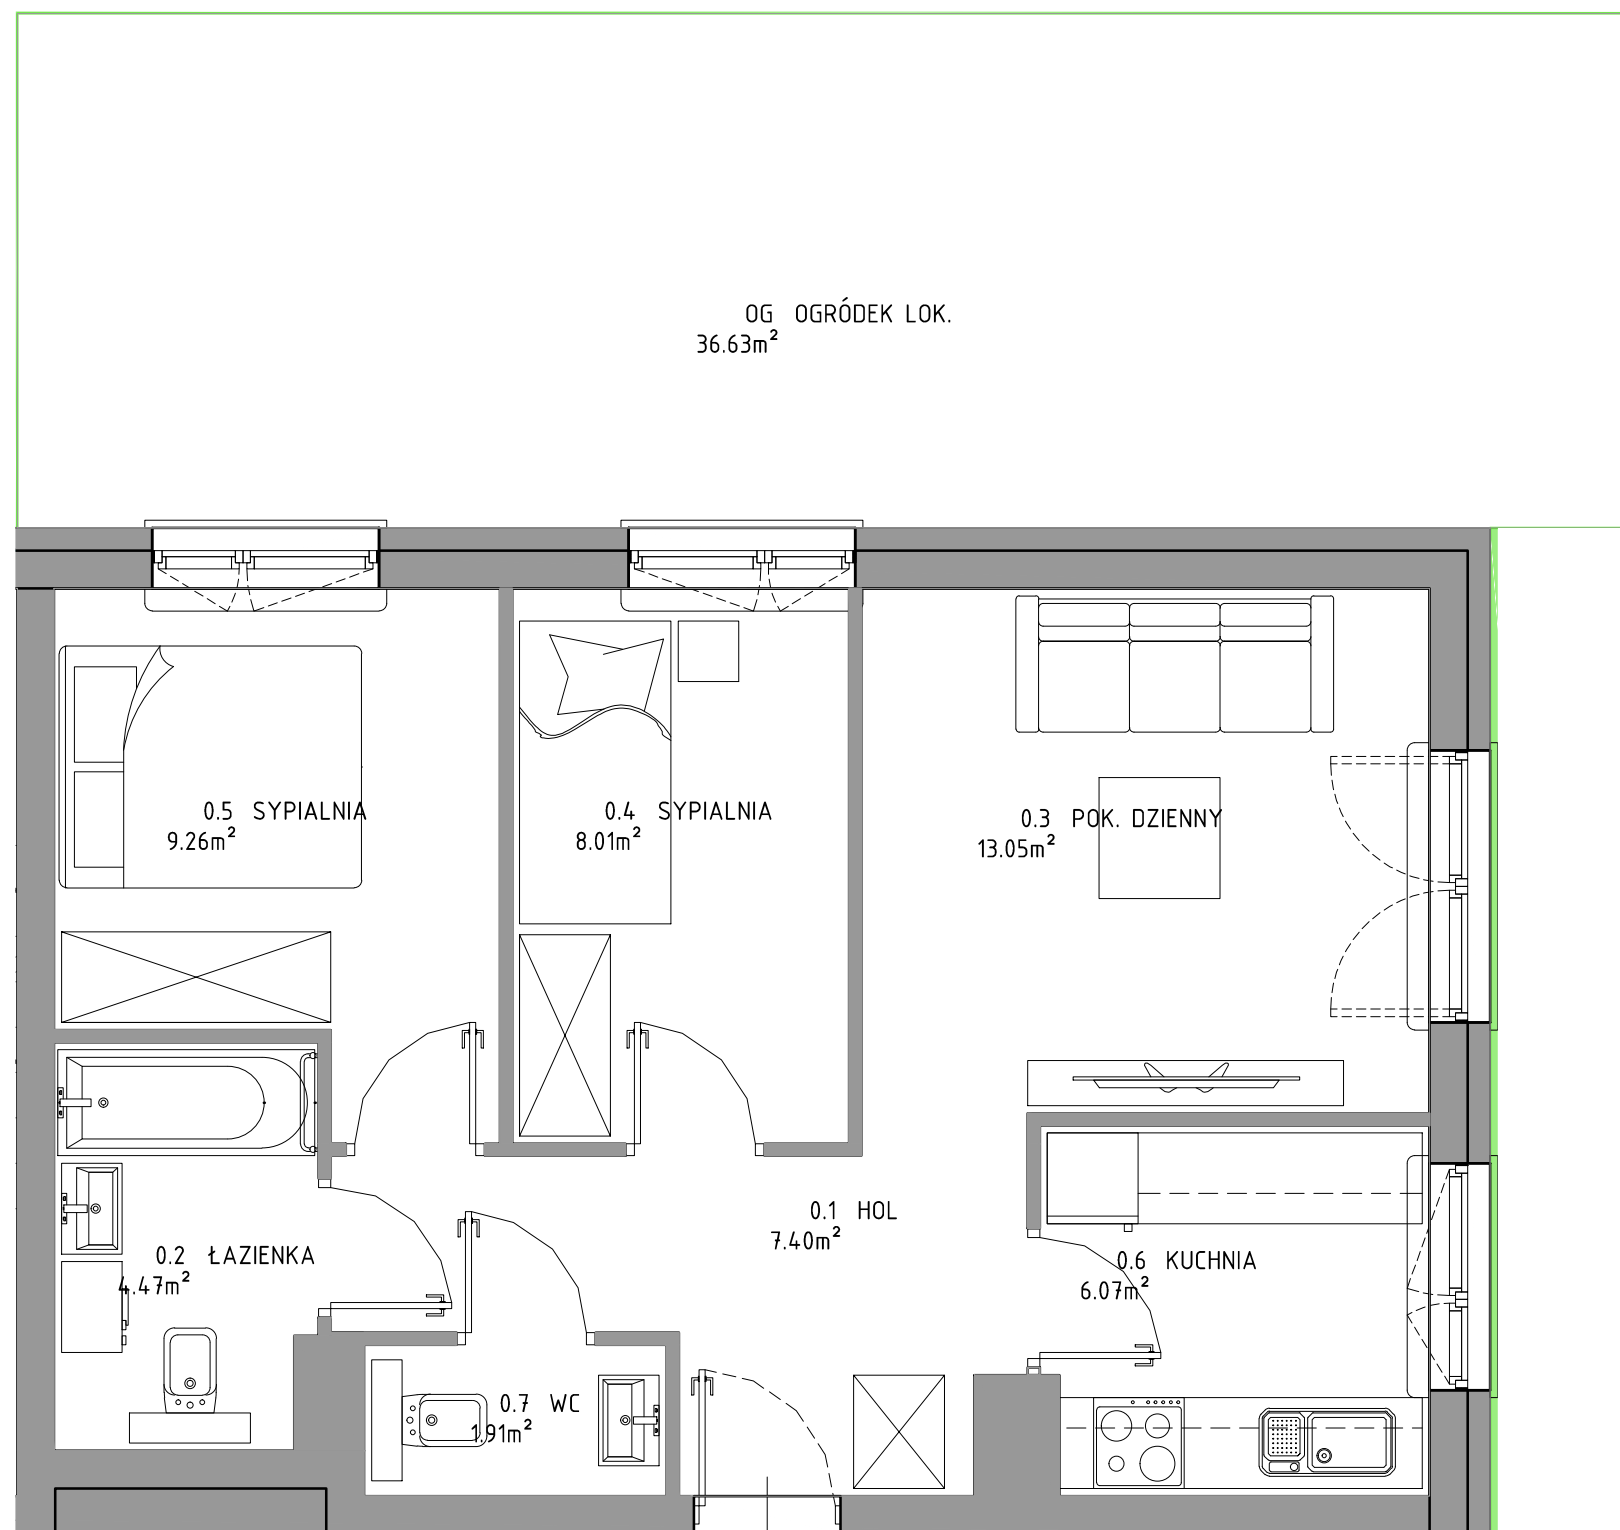 OG OGRÓDEK LOK.
36.63m²
0.5 SYPIALNIA
9.26m²
0.4 SYPIALNIA
8.01m²
0.3 POK. DZIENNY
13.05m²
0.1 HOL
7.40m²
0.2 ŁAZIENKA
4.47m²
0.6 KUCHNIA
6.07m²
0.7 WC
1.91m²